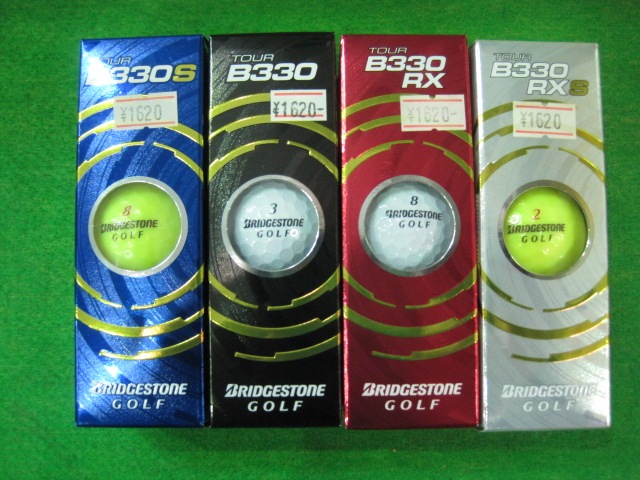 TOUR
B330S
¥1620
8
BRIDGESTONE
GOLF
BRIDGESTONE
GOLF
TOUR
B330
¥1620-
3
BRIDGESTONE
GOLF
BRIDGESTONE
GOLF
TOUR
B330
RX
¥1620-
8
BRIDGESTONE
GOLF
BRIDGESTONE
GOLF
TOUR
B330
RXS
¥1620
2
BRIDGESTONE
GOLF
BRIDGESTONE
GOLF